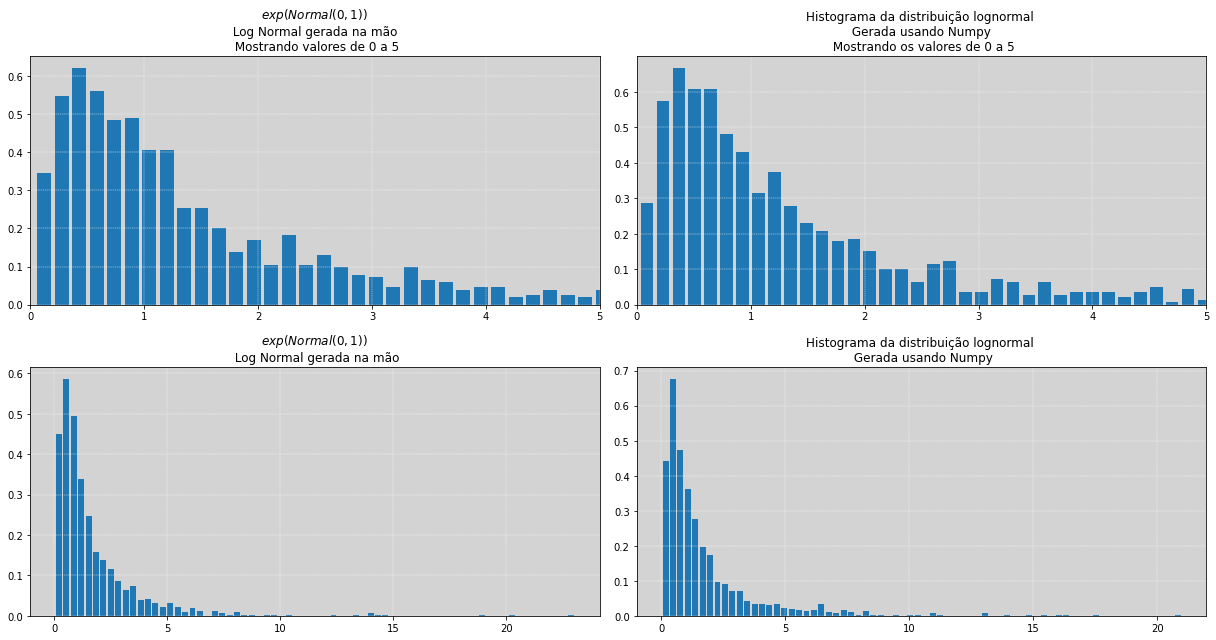 exp(Normal(0, 1))
Log Normal gerada na mão
Mostrando valores de 0 a 5
0.6
0.5
0.4
0.3
0.2
0.1
0.0
0 1 2 3 4 5
Histograma da distribuição lognormal
Gerada usando Numpy
Mostrando os valores de 0 a 5
0.6
0.5
0.4
0.3
0.2
0.1
0.0
0 1 2 3 4 5
exp(Normal(0, 1))
Log Normal gerada na mão
0.6
0.5
0.4
0.3
0.2
0.1
0.0
0 5 10 15 20
Histograma da distribuição lognormal
Gerada usando Numpy
0.7
0.6
0.5
0.4
0.3
0.2
0.1
0.0
0 5 10 15 20